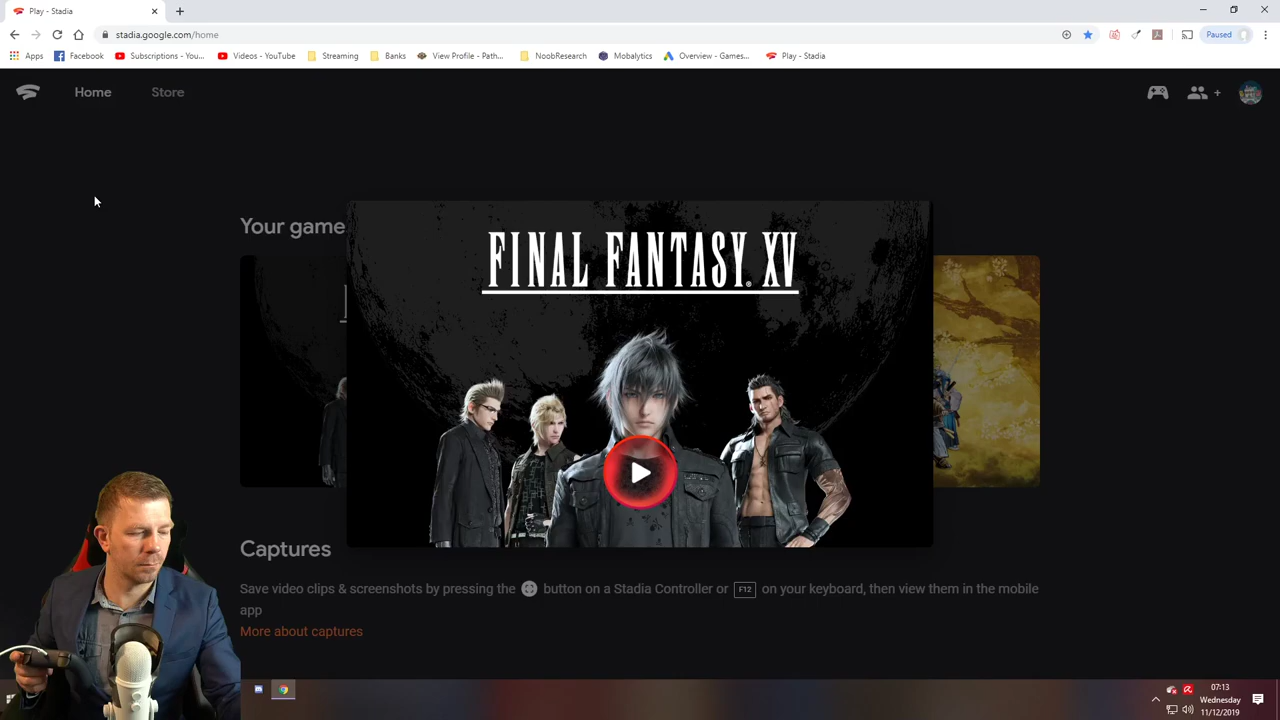 Play - Stadia
stadia.google.com/home
Paused
Apps
Facebook
Subscriptions - You...
Videos - YouTube
Streaming
Banks
View Profile - Path...
NoobResearch
Mobalytics
Overview - Games...
Play - Stadia
Home
Store
Your game
FINAL FANTASY XV
Captures
Save video clips & screenshots by pressing the button on a Stadia Controller or F12 on your keyboard, then view them in the mobile
app
More about captures
07:13
Wednesday
11/12/2019